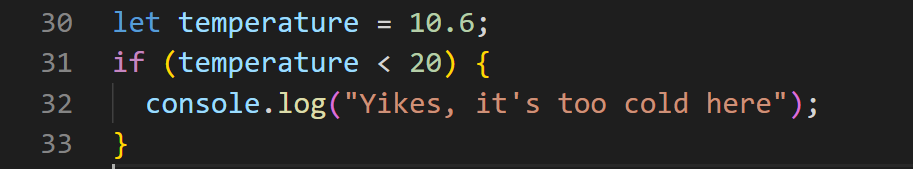 30 let temperature = 10.6;
31 if (temperature < 20) {
32   console.log("Yikes, it's too cold here");
33 }